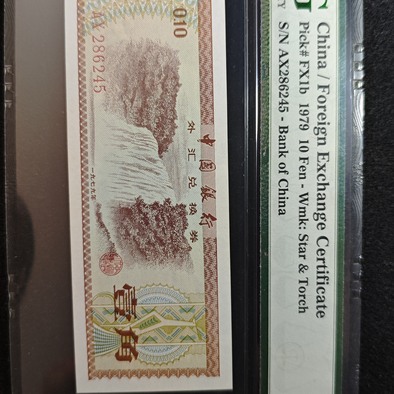 China / Foreign Exchange Certificate
Pick# FX1b 1979 10 Fen - Wmk: Star & Torch
S/N AX286245 - Bank of China
中国银行
外汇兑换券
壹角
一九七九年
AX286245
010